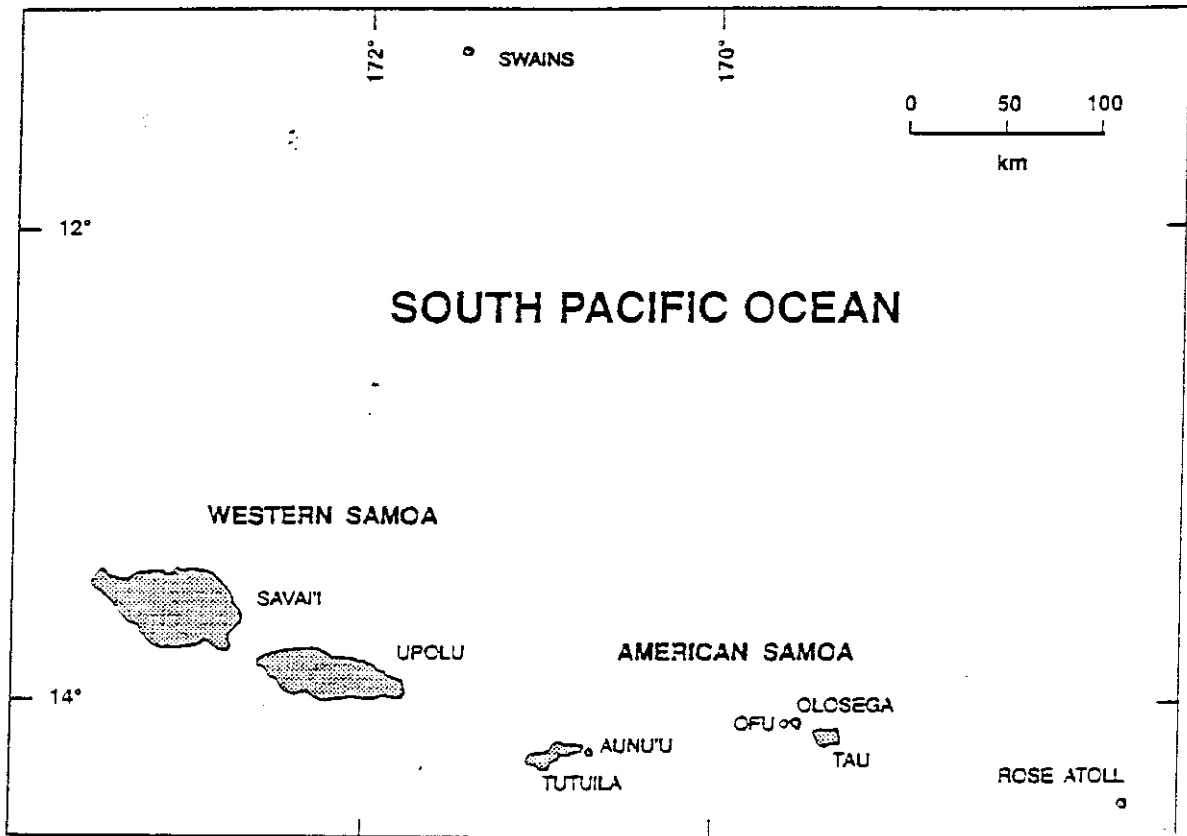 172°
SWAINS
170°
0 50 100
km
12°
SOUTH PACIFIC OCEAN
WESTERN SAMOA
SAVAI'I
UPOLU
AMERICAN SAMOA
14°
OLOSEGA
OFU
AUNU'U
TAU
TUTUILA
ROSE ATOLL